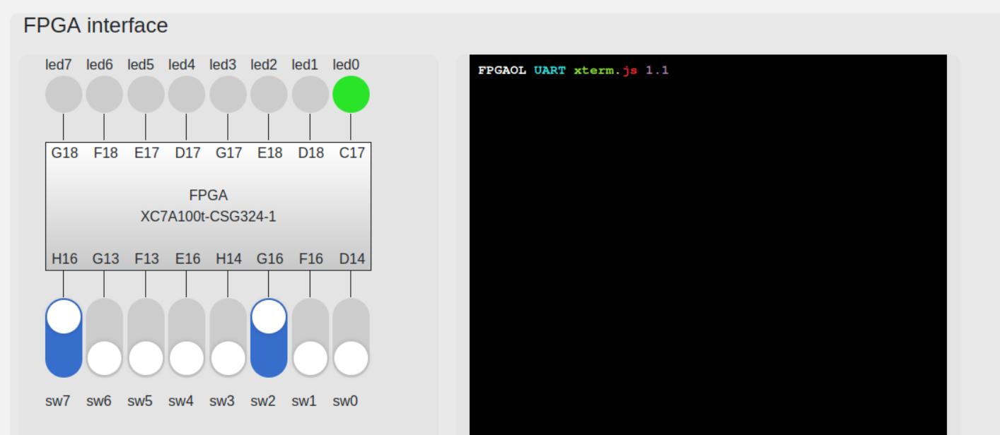 FPGA interface
led7 led6 led5 led4 led3 led2 led1 led0
G18 F18 E17 D17 G17 E18 D18 C17
FPGA
XC7A100t-CSG324-1
H16 G13 F13 E16 H14 G16 F16 D14
sw7 sw6 sw5 sw4 sw3 sw2 sw1 sw0
FPGAOL UART xterm.js 1.1